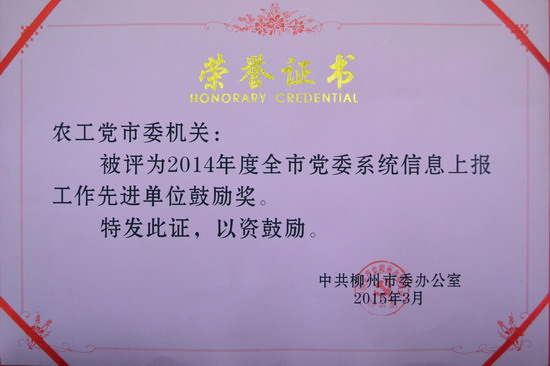 荣誉证书
HONORARY CREDENTIAL
农工党市委机关：
被评为2014年度全市党委系统信息上报
工作先进单位鼓励奖。
特发此证，以资鼓励。
中共柳州市委办公室
2015年3月